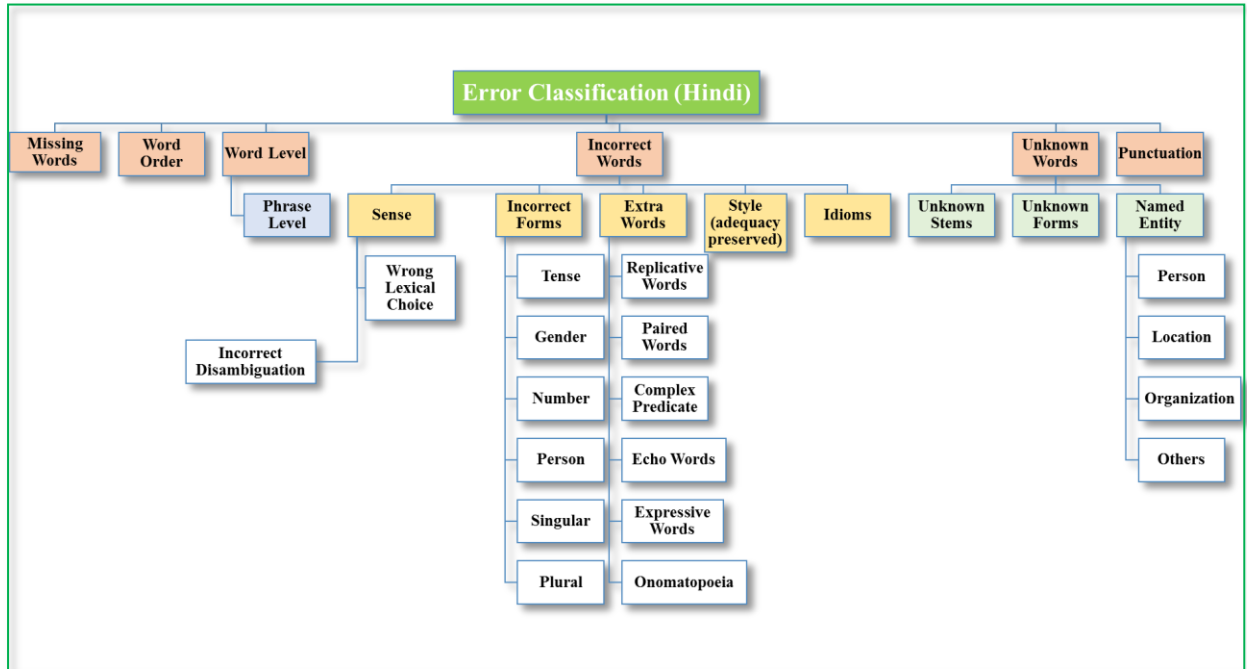 Error Classification (Hindi)
Missing
Words
Word
Order
Word Level
Incorrect
Words
Unknown
Words
Punctuation
Phrase
Level
Sense
Incorrect
Forms
Extra
Words
Style
(adequacy
preserved)
Idioms
Unknown
Stems
Unknown
Forms
Named
Entity
Wrong
Lexical
Choice
Incorrect
Disambiguation
Tense
Gender
Number
Person
Singular
Plural
Replicative
Words
Paired
Words
Complex
Predicate
Echo Words
Expressive
Words
Onomatopoeia
Person
Location
Organization
Others